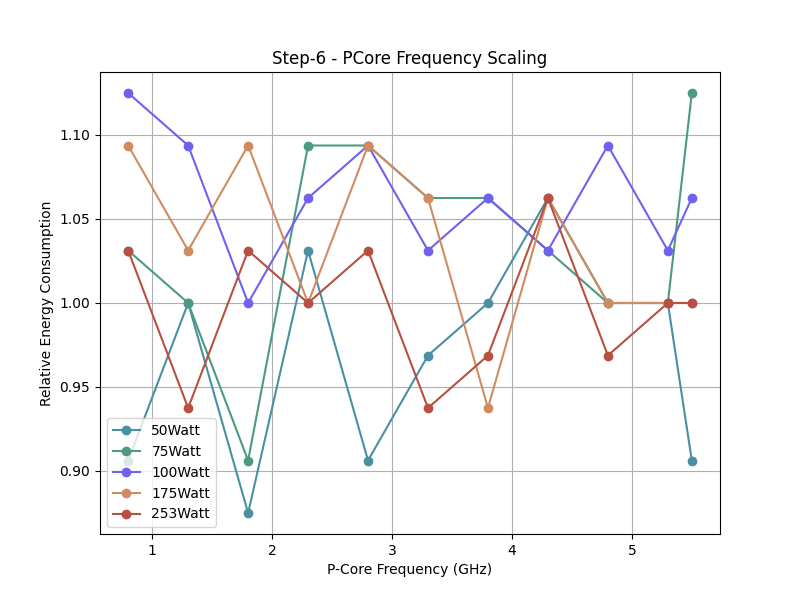 Step-6 - PCore Frequency Scaling
Relative Energy Consumption
1.10
1.05
1.00
0.95
0.90
50Watt
75Watt
100Watt
175Watt
253Watt
1 2 3 4 5
P-Core Frequency (GHz)